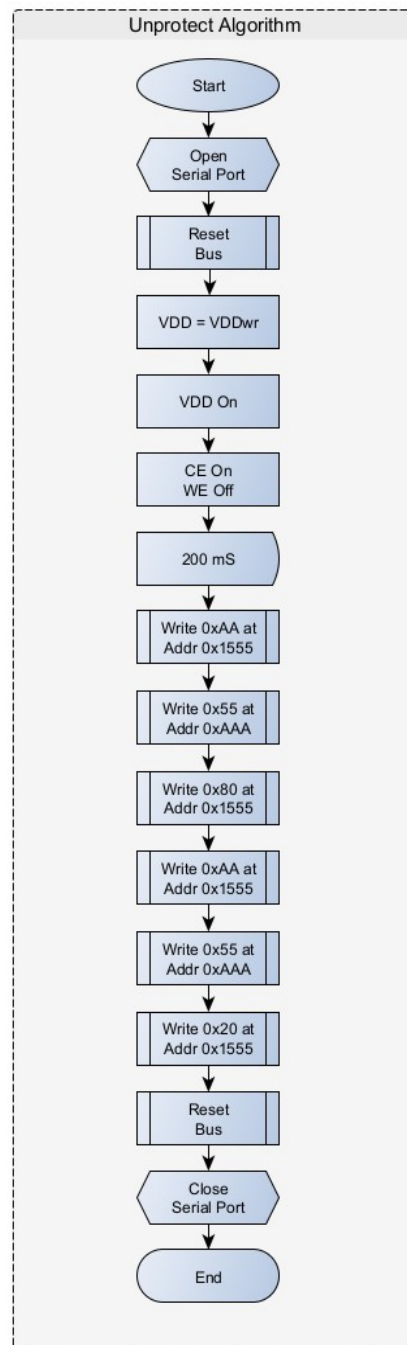 Unprotect Algorithm
Start
Open
Serial Port
Reset
Bus
VDD = VDDwr
VDD On
CE On
WE Off
200 mS
Write 0xAA at
Addr 0x1555
Write 0x55 at
Addr 0xAAA
Write 0x80 at
Addr 0x1555
Write 0xAA at
Addr 0x1555
Write 0x55 at
Addr 0xAAA
Write 0x20 at
Addr 0x1555
Reset
Bus
Close
Serial Port
End